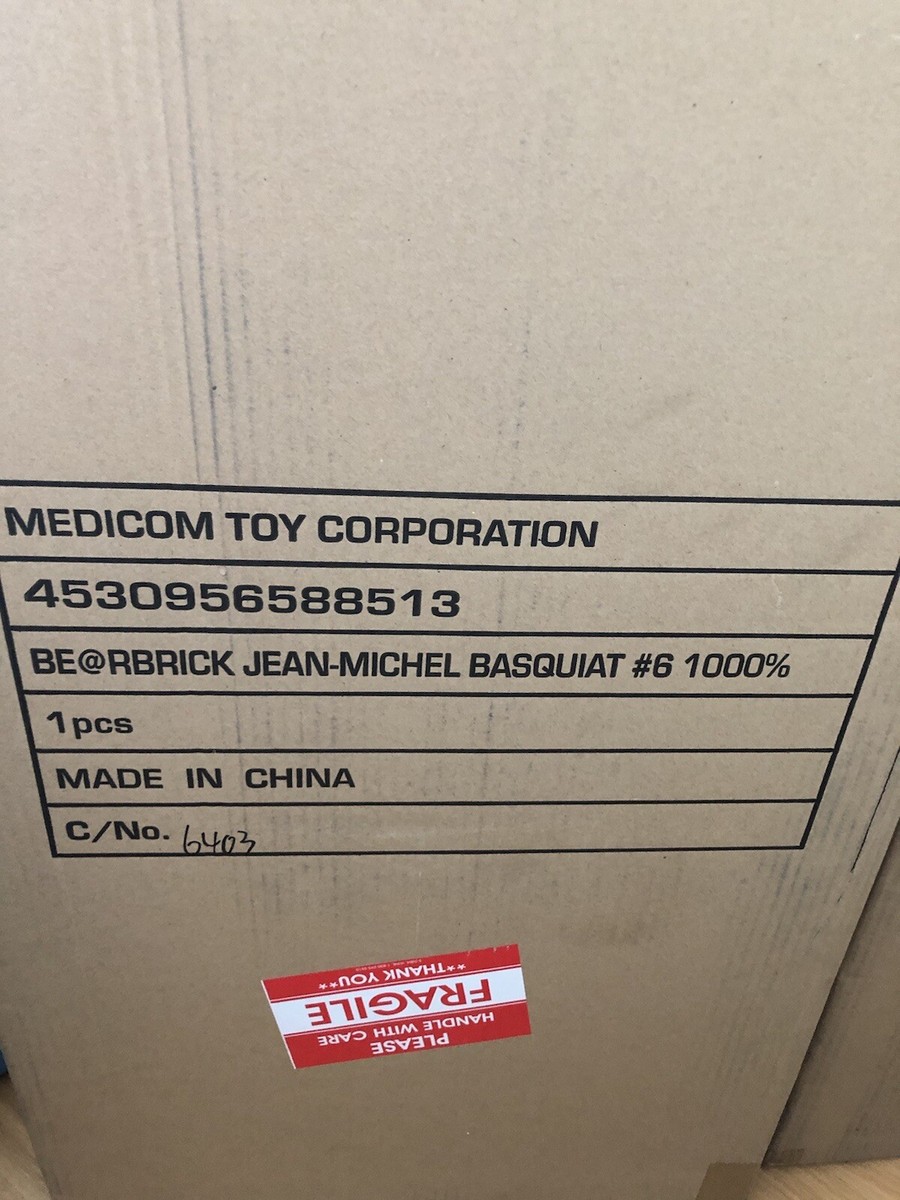 MEDICOM TOY CORPORATION
4530956588513
BE@RBRICK JEAN-MICHEL BASQUIAT #6 1000%
1pcs
MADE IN CHINA
C/No. 6403
PLEASE
HANDLE WITH CARE
FRAGILE
**THANK YOU**